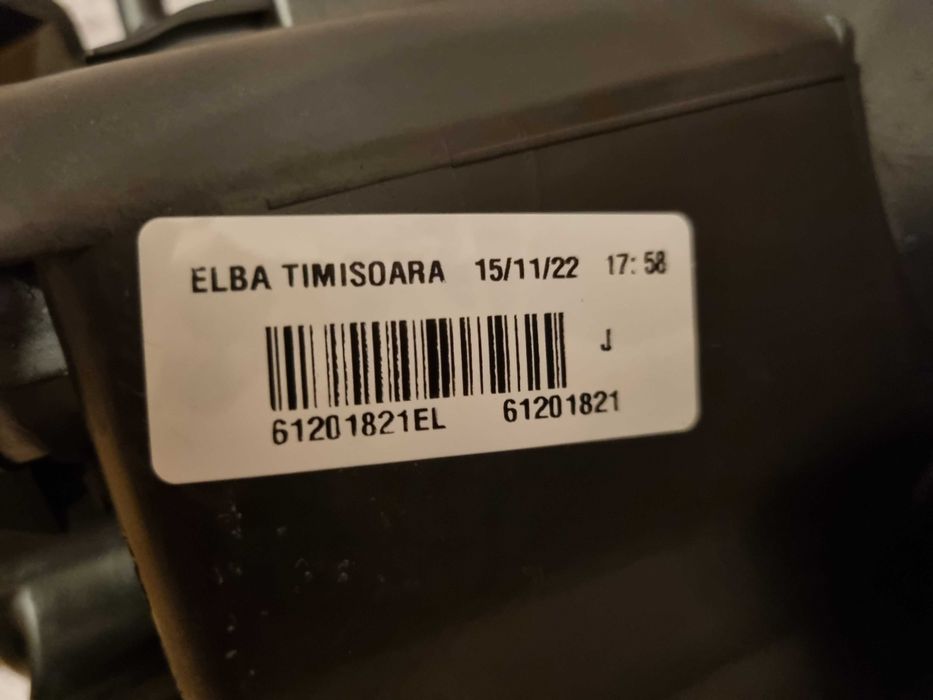 ELBA TIMISOARA 15/11/22 17:58
J
61201821EL 61201821